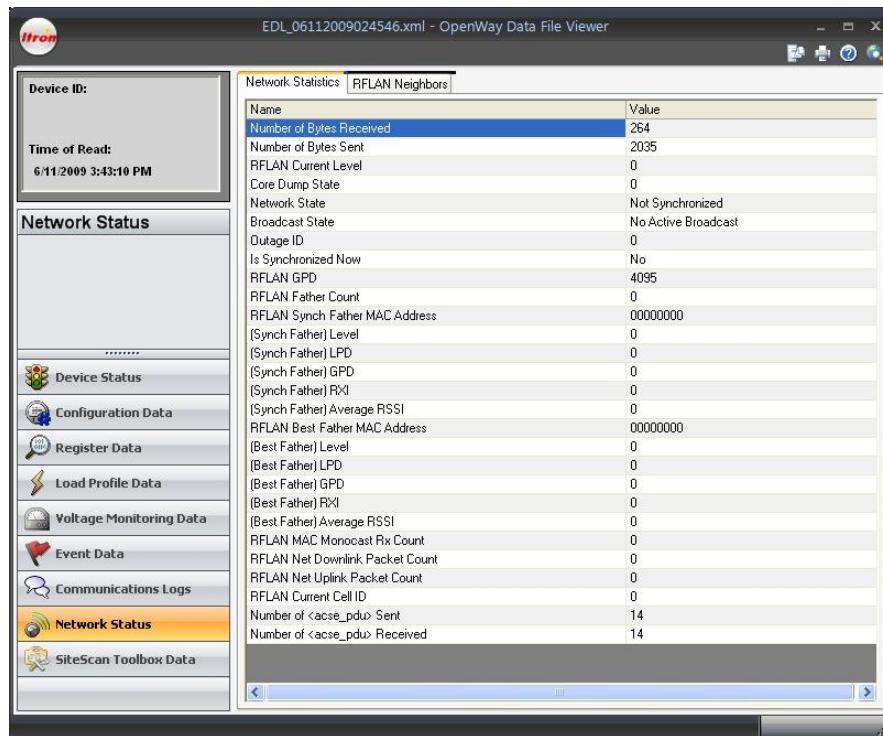 Itron
EDL_06112009024546.xml - OpenWay Data File Viewer
Device ID:
Time of Read:
6/11/2009 3:43:10 PM
Network Status
Device Status
Configuration Data
Register Data
Load Profile Data
Voltage Monitoring Data
Event Data
Communications Logs
Network Status
SiteScan Toolbox Data
Network Statistics RFLAN Neighbors
Name Value
Number of Bytes Received 264
Number of Bytes Sent 2035
RFLAN Current Level 0
Core Dump State 0
Network State Not Synchronized
Broadcast State No Active Broadcast
Outage ID 0
Is Synchronized Now No
RFLAN GPD 4095
RFLAN Father Count 0
RFLAN Synch Father MAC Address 00000000
(Synch Father) Level 0
(Synch Father) LPD 0
(Synch Father) GPD 0
(Synch Father) RXI 0
(Synch Father) Average RSSI 0
RFLAN Best Father MAC Address 00000000
(Best Father) Level 0
(Best Father) LPD 0
(Best Father) GPD 0
(Best Father) RXI 0
(Best Father) Average RSSI 0
RFLAN MAC Monocast Rx Count 0
RFLAN Net Downlink Packet Count 0
RFLAN Net Uplink Packet Count 0
RFLAN Current Cell ID 0
Number of <acse_pdu> Sent 14
Number of <acse_pdu> Received 14